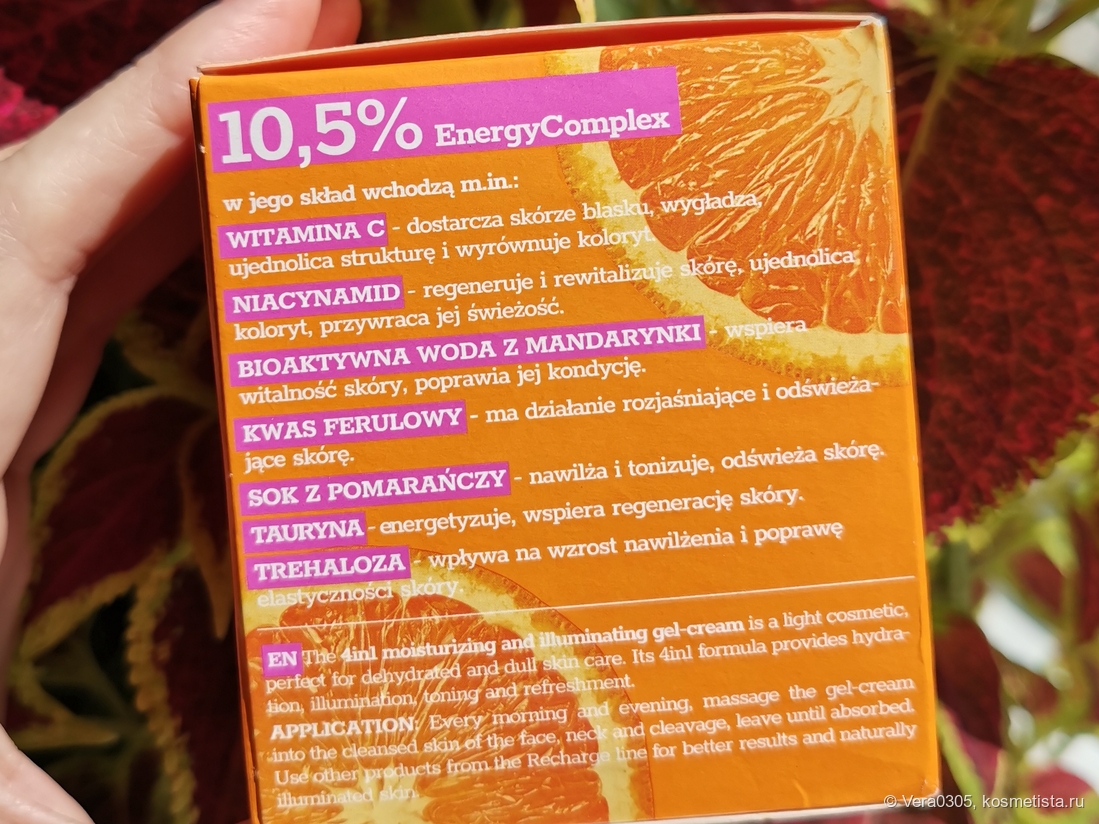 10,5% EnergyComplex
w jego skład wchodzą m.in.:
WITAMINA C - dostarcza skórze blasku, wygładza,
ujednolica strukturę i wyrównuje koloryt.
NIACYNAMID - regeneruje i rewitalizuje skórę, ujednolica
koloryt, przywraca jej świeżość.
BIOAKTYWNA WODA Z MANDARYNKI - wspiera
witalność skóry, poprawia jej kondycję.
KWAS FERULOWY - ma działanie rozjaśniające i odświeża-
jące skórę.
SOK Z POMARAŃCZY - nawilża i tonizuje, odświeża skórę.
TAURYNA - energetyzuje, wspiera regenerację skóry.
TREHALOZA - wpływa na wzrost nawilżenia i poprawę
elastyczności skóry.
EN The 4in1 moisturizing and illuminating gel-cream is a light cosmetic,
perfect for dehydrated and dull skin care. Its 4in1 formula provides hydra-
tion, illumination, toning and refreshment.
APPLICATION: Every morning and evening, massage the gel-cream
into the cleansed skin of the face, neck and cleavage, leave until absorbed.
Use other products from the Recharge line for better results and naturally
illuminated skin.
© Vera0305, kosmetista.ru